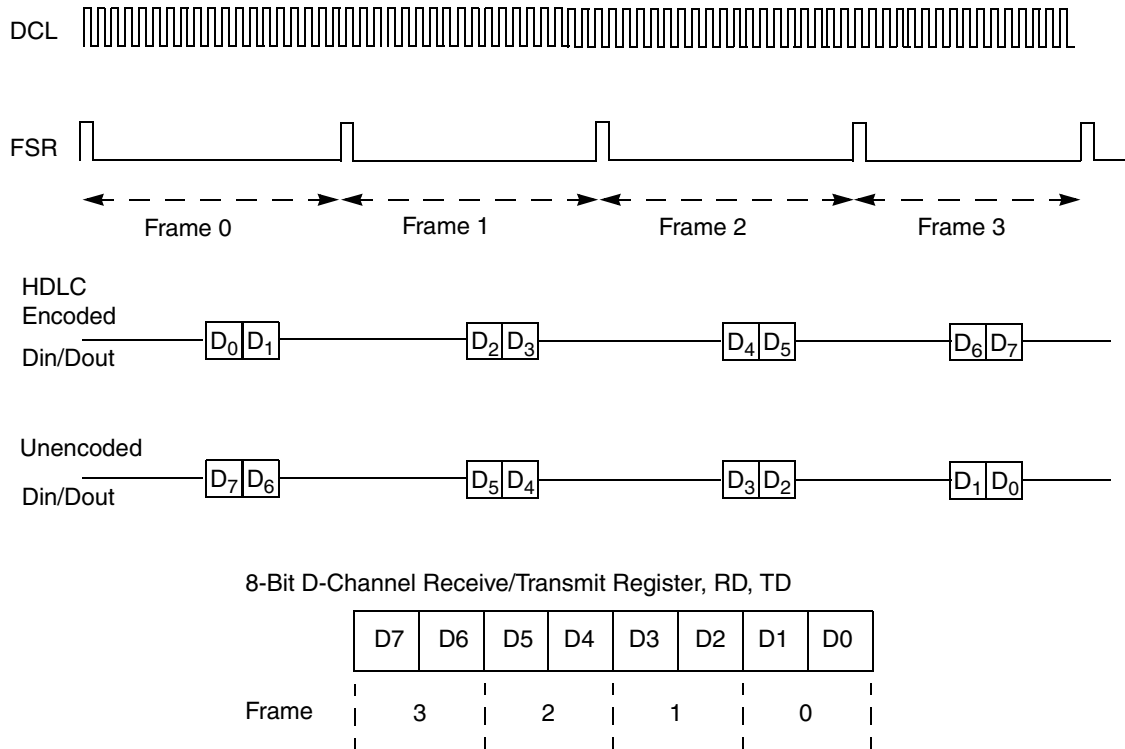 DCL
FSR
Frame 0 Frame 1 Frame 2 Frame 3
HDLC
Encoded
Din/Dout
D0 D1 D2 D3 D4 D5 D6 D7
Unencoded
Din/Dout
D7 D6 D5 D4 D3 D2 D1 D0
8-Bit D-Channel Receive/Transmit Register, RD, TD
D7 D6 D5 D4 D3 D2 D1 D0
Frame 3 2 1 0